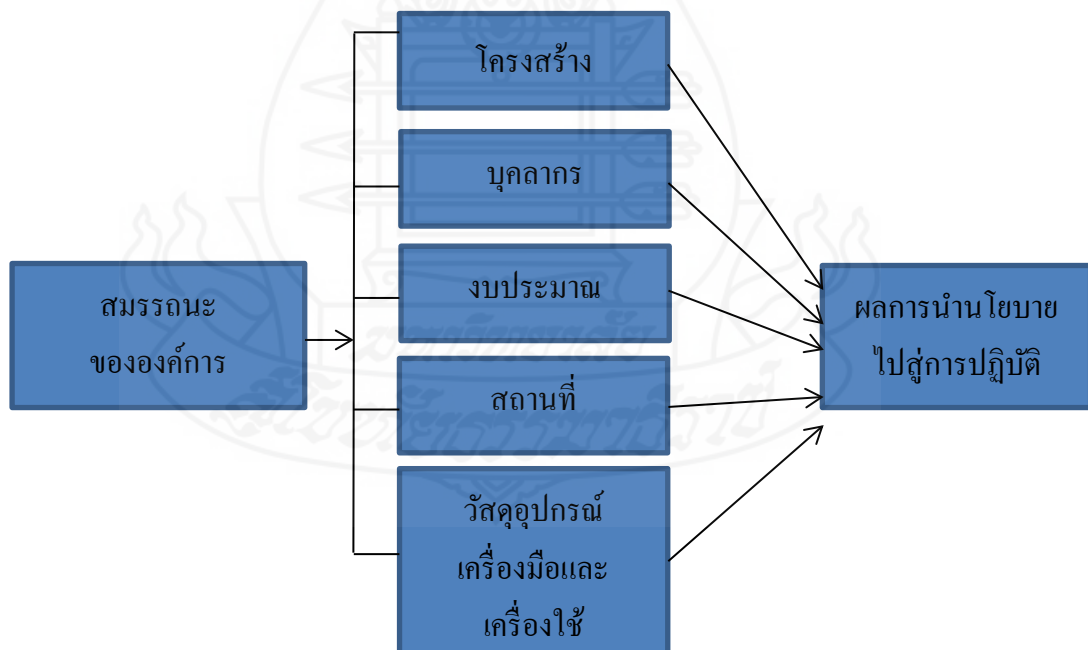 โครงสร้าง
บุคลากร
งบประมาณ
สถานที่
วัสดุอุปกรณ์
เครื่องมือและ
เครื่องใช้
สมรรถนะ
ขององค์การ
ผลการนำนโยบาย
ไปสู่การปฏิบัติ